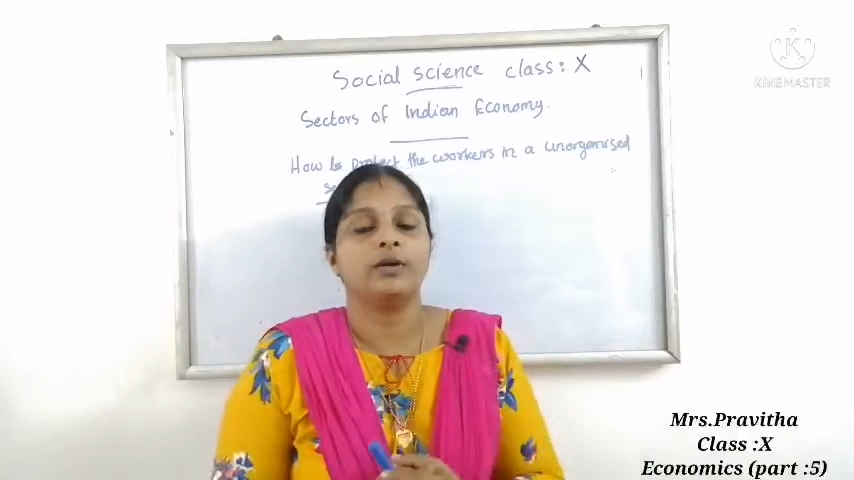 Social science class: X
Sectors of Indian Economy.
How to protect the workers in a unorganised
KINEMASTER
Mrs.Pravitha
Class :X
Economics (part :5)